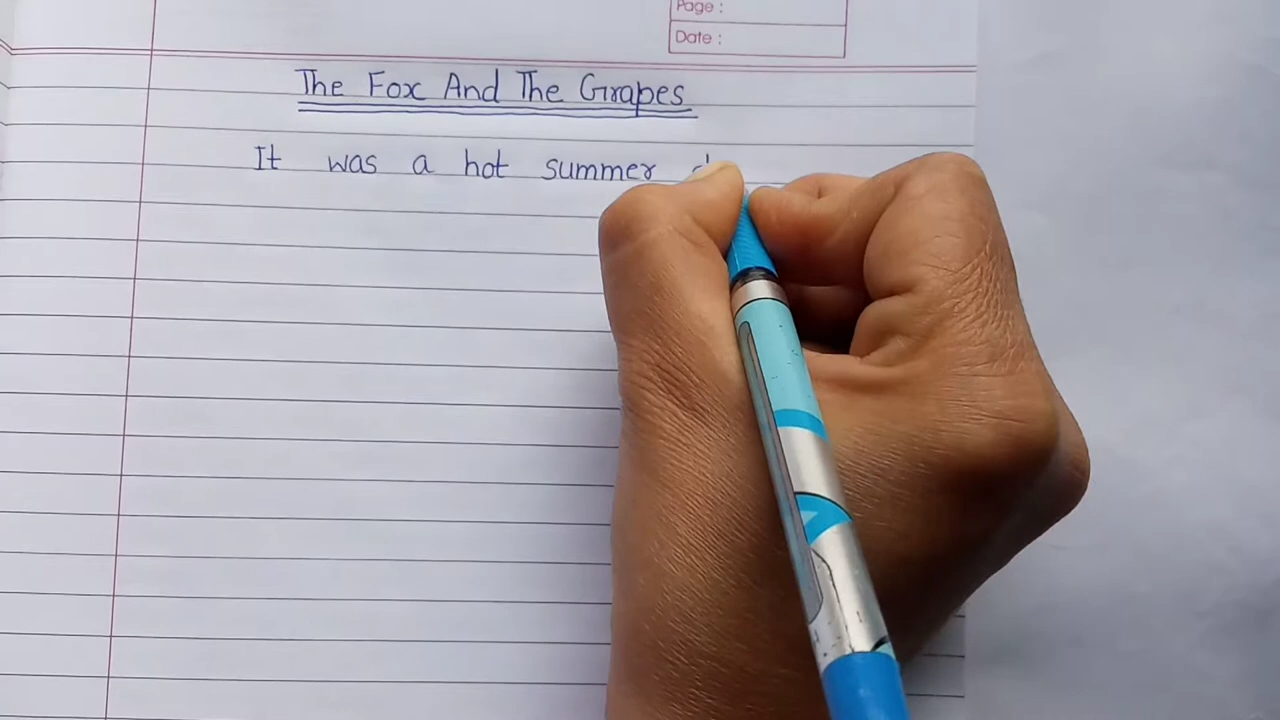 Page :
Date :
The Fox And The Grapes
It was a hot summer